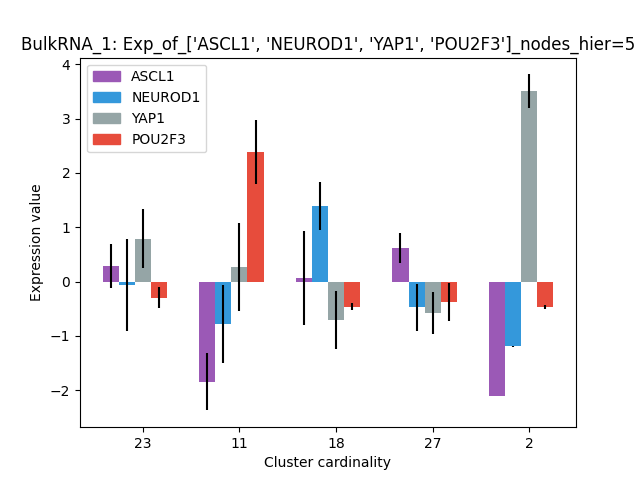 BulkRNA_1: Exp_of_['ASCL1', 'NEUROD1', 'YAP1', 'POU2F3']_nodes_hier=5
ASCL1
NEUROD1
YAP1
POU2F3
Expression value
4
3
2
1
0
−1
−2
23 11 18 27 2
Cluster cardinality